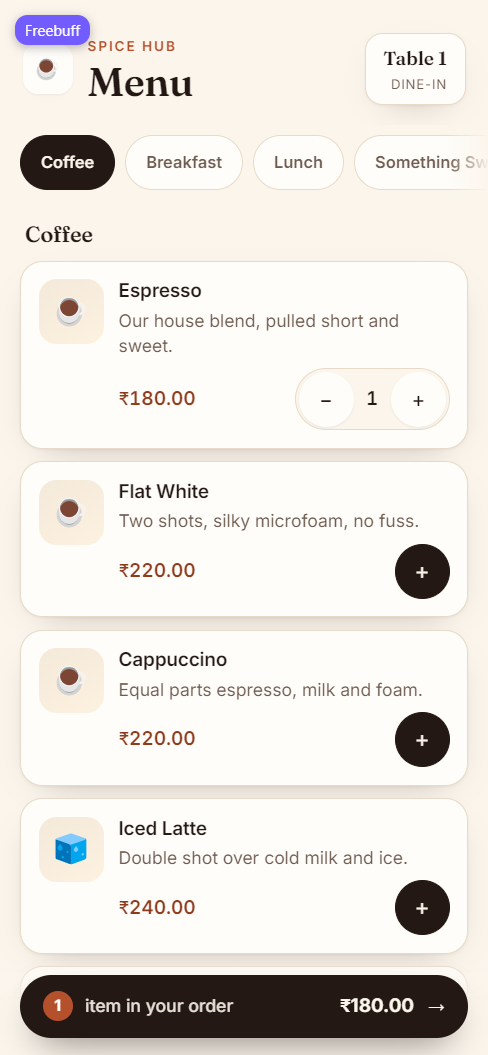 Freebuff
SPICE HUB
Menu
Table 1
DINE-IN
Coffee
Breakfast
Lunch
Something Sw
Coffee
Espresso
Our house blend, pulled short and
sweet.
₹180.00
− 1 +
Flat White
Two shots, silky microfoam, no fuss.
₹220.00
+
Cappuccino
Equal parts espresso, milk and foam.
₹220.00
+
Iced Latte
Double shot over cold milk and ice.
₹240.00
+
1 item in your order ₹180.00 →